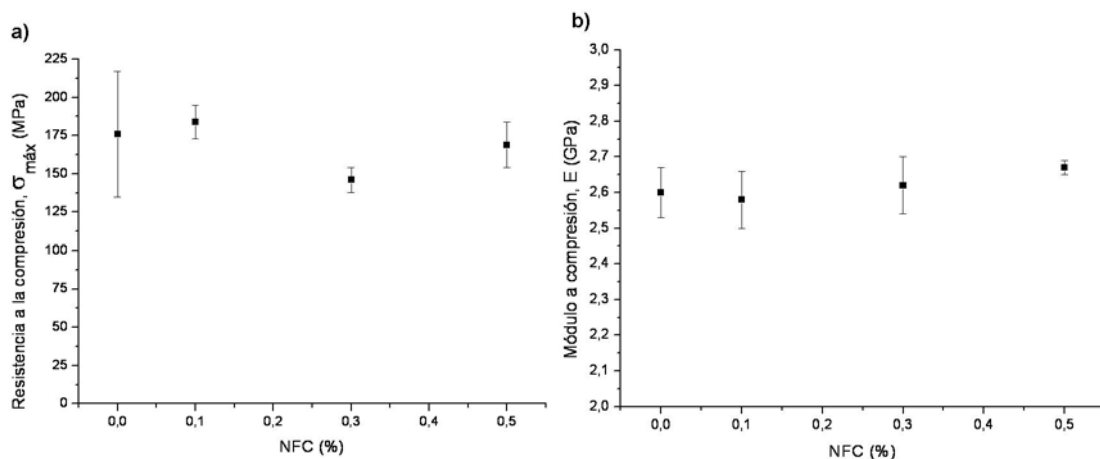 a)
Resistencia a la compresión, σmáx (MPa)
225
200
175
150
125
100
75
50
25
0
0,0 0,1 0,2 0,3 0,4 0,5
NFC (%)
b)
Módulo a compresión, E (GPa)
3,0
2,9
2,8
2,7
2,6
2,5
2,4
2,3
2,2
2,1
2,0
0,0 0,1 0,2 0,3 0,4 0,5
NFC (%)